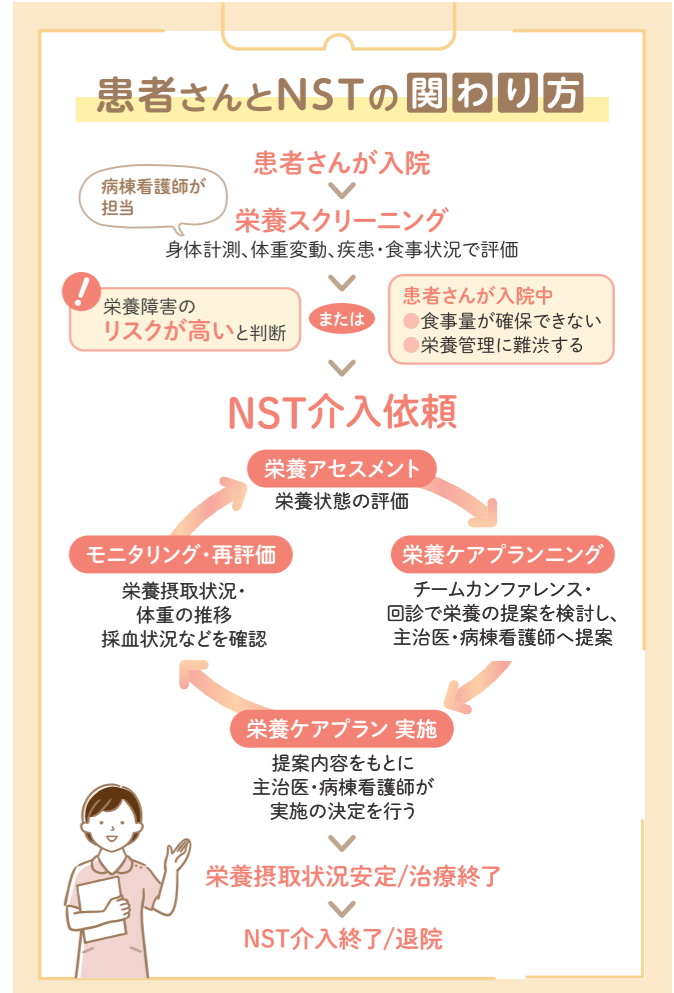 患者さんとNSTの関わり方
患者さんが入院
病棟看護師が
担当
栄養スクリーニング
身体計測、体重変動、疾患・食事状況で評価
!
栄養障害の
リスクが高いと判断
または
患者さんが入院中
●食事量が確保できない
●栄養管理に難渋する
NST介入依頼
栄養アセスメント
栄養状態の評価
栄養ケアプランニング
チームカンファレンス・
回診で栄養の提案を検討し、
主治医・病棟看護師へ提案
栄養ケアプラン 実施
提案内容をもとに
主治医・病棟看護師が
実施の決定を行う
モニタリング・再評価
栄養摂取状況・
体重の推移
採血状況などを確認
栄養摂取状況安定/治療終了
NST介入終了/退院